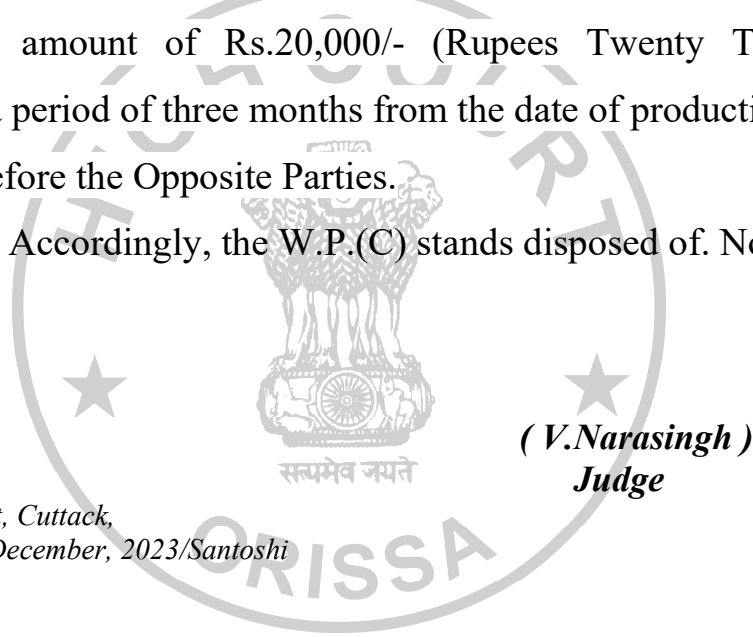 amount of Rs.20,000/- (Rupees Twenty T
period of three months from the date of producti
efore the Opposite Parties.
Accordingly, the W.P.(C) stands disposed of. No
( V.Narasingh )
Judge
, Cuttack,
December, 2023/Santoshi
सत्यमेव जयते
ORISSA